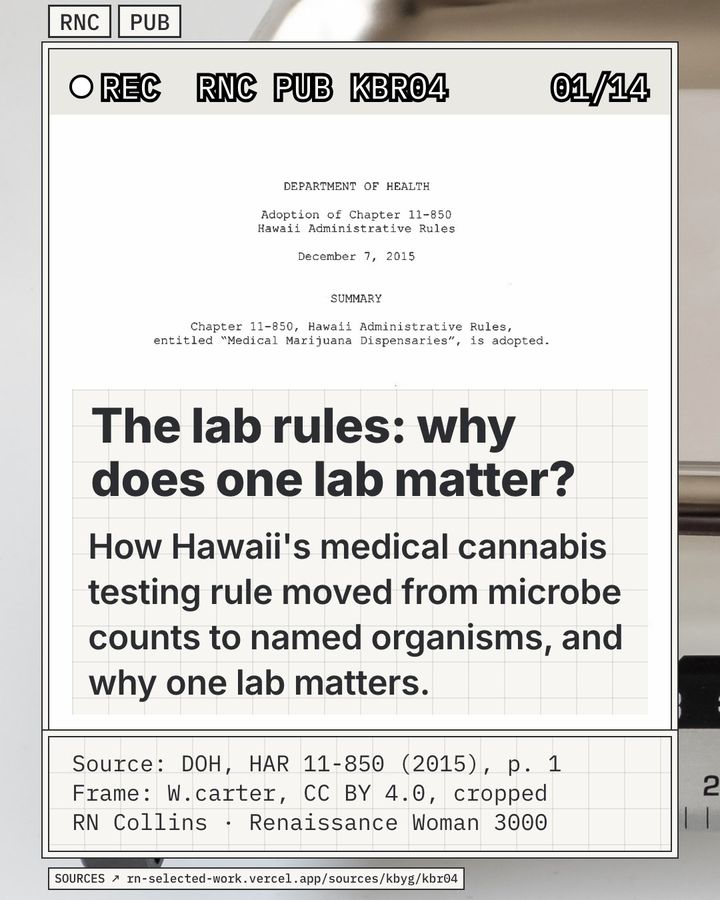 RNC PUB
REC RNC PUB KBR04 01/14
DEPARTMENT OF HEALTH
Adoption of Chapter 11-850
Hawaii Administrative Rules
December 7, 2015
SUMMARY
Chapter 11-850, Hawaii Administrative Rules,
entitled “Medical Marijuana Dispensaries”, is adopted.
The lab rules: why
does one lab matter?
How Hawaii's medical cannabis
testing rule moved from microbe
counts to named organisms, and
why one lab matters.
2
Source: DOH, HAR 11-850 (2015), p. 1
Frame: W.carter, CC BY 4.0, cropped
RN Collins · Renaissance Woman 3000
SOURCES ↗ rn-selected-work.vercel.app/sources/kbyg/kbr04